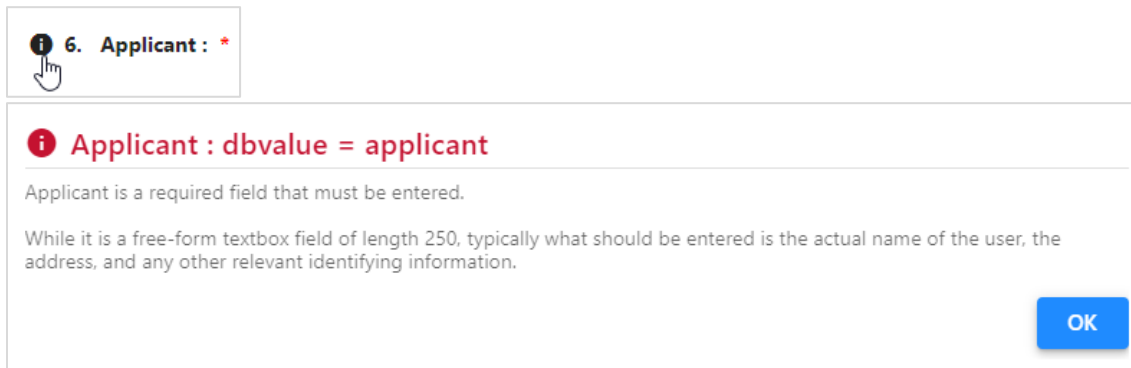 6. Applicant : *
Applicant : dbvalue = applicant
Applicant is a required field that must be entered.
While it is a free-form textbox field of length 250, typically what should be entered is the actual name of the user, the
address, and any other relevant identifying information.
OK